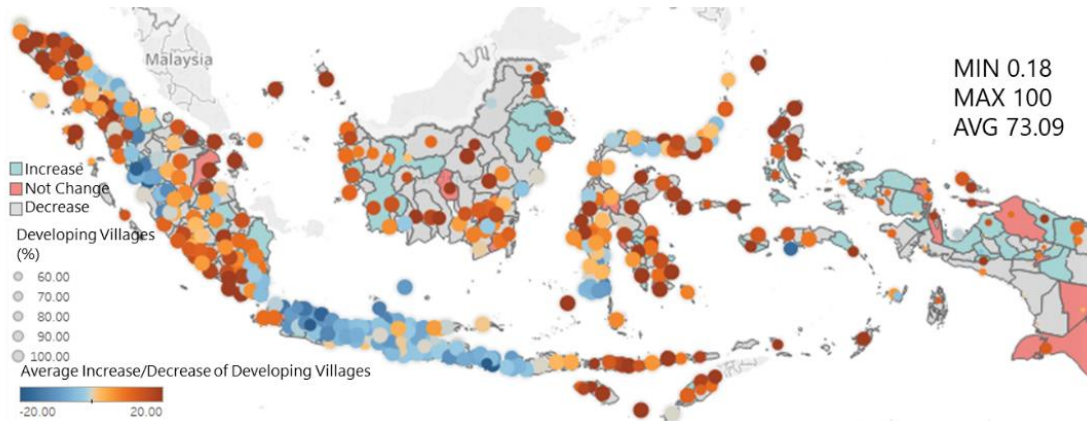 Malaysia
MIN 0.18
MAX 100
AVG 73.09
Increase
Not Change
Decrease
Developing Villages
(%)
60.00
70.00
80.00
90.00
100.00
Average Increase/Decrease of Developing Villages
-20.00
20.00